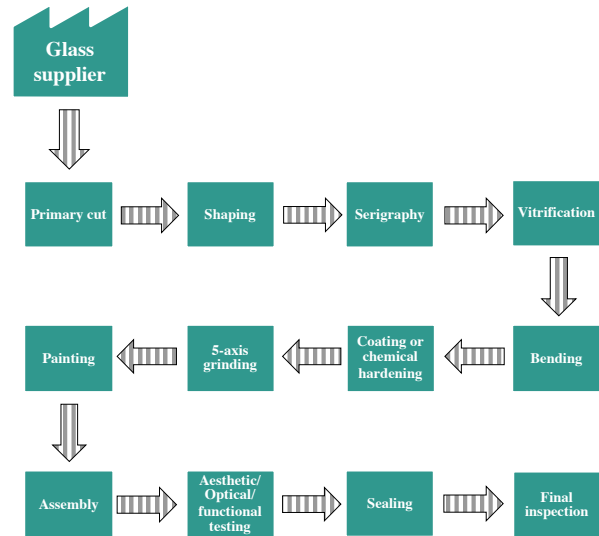 Glass
supplier
Primary cut
Shaping
Serigraphy
Vitrification
Painting
5-axis
grinding
Coating or
chemical
hardening
Bending
Assembly
Aesthetic/
Optical/
functional
testing
Sealing
Final
inspection